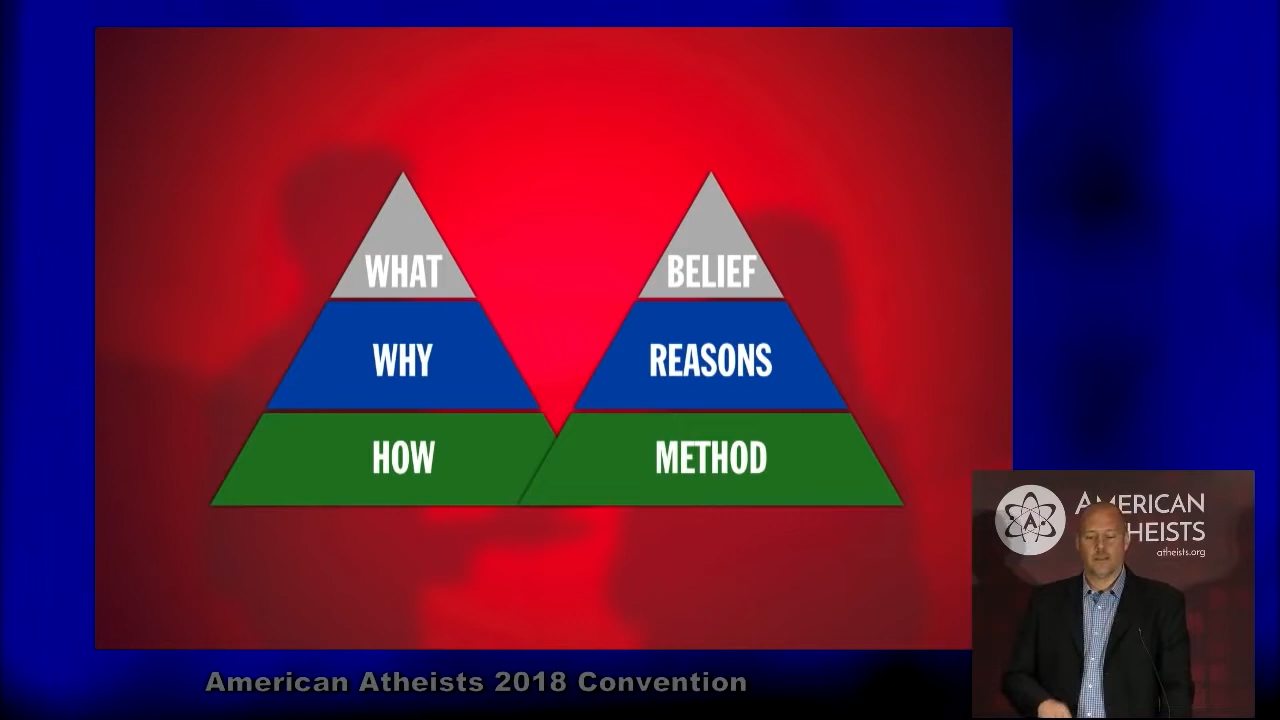 WHAT
WHY
HOW
BELIEF
REASONS
METHOD
AMERICAN
ATHEISTS
atheists.org
A
American Atheists 2018 Convention